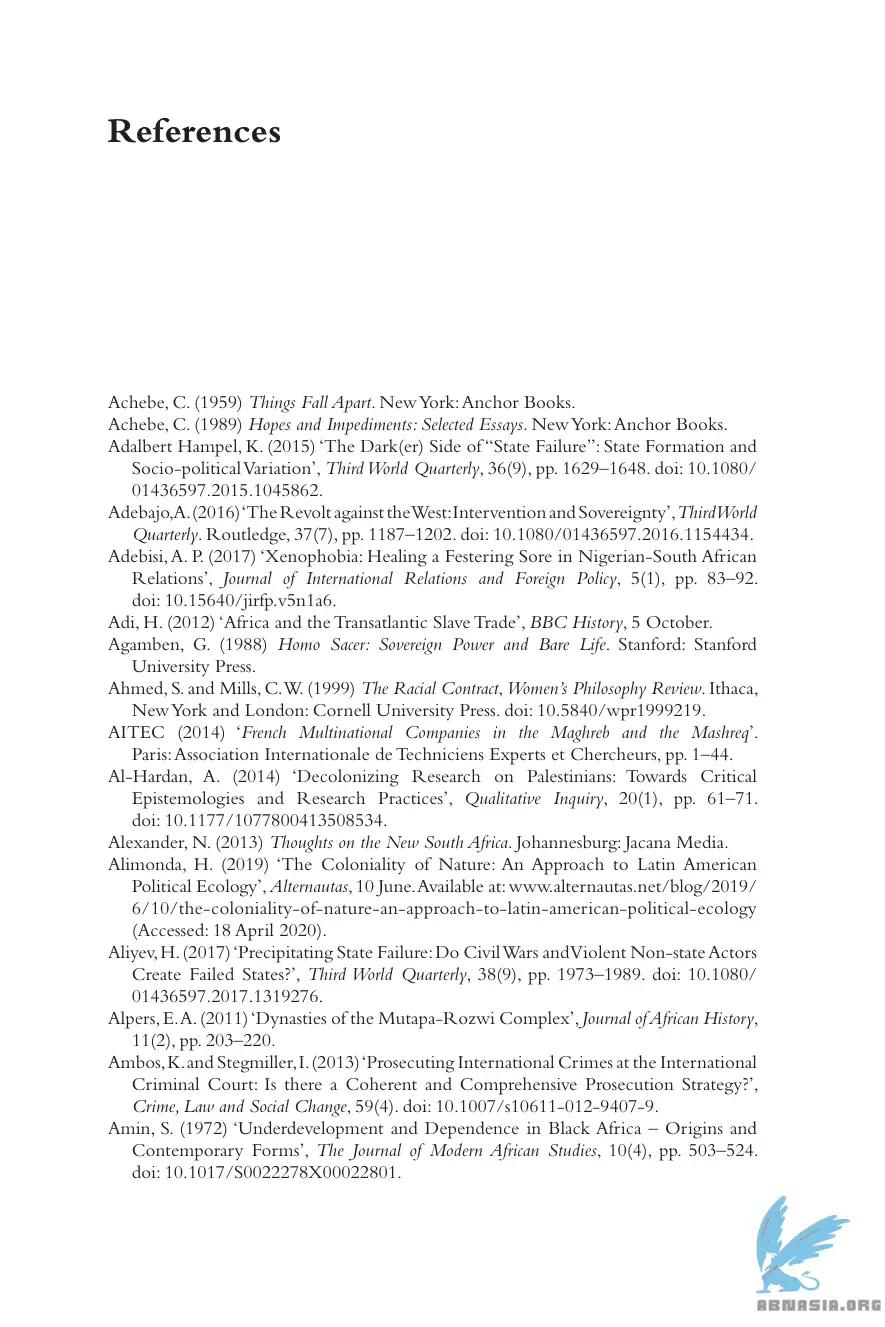 References
Achebe, C. (1959) Things Fall Apart. New York: Anchor Books.
Achebe, C. (1989) Hopes and Impediments: Selected Essays. New York: Anchor Books.
Adalbert Hampel, K. (2015) ‘The Dark(er) Side of “State Failure”: State Formation and
Socio-political Variation’, Third World Quarterly, 36(9), pp. 1629–1648. doi: 10.1080/
01436597.2015.1045862.
Adebajo, A. (2016) ‘The Revolt against the West: Intervention and Sovereignty’, Third World
Quarterly. Routledge, 37(7), pp. 1187–1202. doi: 10.1080/01436597.2016.1154434.
Adebisi, A. P. (2017) ‘Xenophobia: Healing a Festering Sore in Nigerian-South African
Relations’, Journal of International Relations and Foreign Policy, 5(1), pp. 83–92.
doi: 10.15640/jirfp.v5n1a6.
Adi, H. (2012) ‘Africa and the Transatlantic Slave Trade’, BBC History, 5 October.
Agamben, G. (1988) Homo Sacer: Sovereign Power and Bare Life. Stanford: Stanford
University Press.
Ahmed, S. and Mills, C. W. (1999) The Racial Contract, Women’s Philosophy Review. Ithaca,
New York and London: Cornell University Press. doi: 10.5840/wpr1999219.
AITEC (2014) ‘French Multinational Companies in the Maghreb and the Mashreq’.
Paris: Association Internationale de Techniciens Experts et Chercheurs, pp. 1–44.
Al-Hardan, A. (2014) ‘Decolonizing Research on Palestinians: Towards Critical
Epistemologies and Research Practices’, Qualitative Inquiry, 20(1), pp. 61–71.
doi: 10.1177/1077800413508534.
Alexander, N. (2013) Thoughts on the New South Africa. Johannesburg: Jacana Media.
Alimonda, H. (2019) ‘The Coloniality of Nature: An Approach to Latin American
Political Ecology’, Alternautas, 10 June. Available at: www.alternautas.net/blog/2019/
6/10/the-coloniality-of-nature-an-approach-to-latin-american-political-ecology
(Accessed: 18 April 2020).
Aliyev, H. (2017) ‘Precipitating State Failure: Do Civil Wars and Violent Non-state Actors
Create Failed States?’, Third World Quarterly, 38(9), pp. 1973–1989. doi: 10.1080/
01436597.2017.1319276.
Alpers, E. A. (2011) ‘Dynasties of the Mutapa-Rozwi Complex’, Journal of African History,
11(2), pp. 203–220.
Ambos, K. and Stegmiller, I. (2013) ‘Prosecuting International Crimes at the International
Criminal Court: Is there a Coherent and Comprehensive Prosecution Strategy?’,
Crime, Law and Social Change, 59(4). doi: 10.1007/s10611-012-9407-9.
Amin, S. (1972) ‘Underdevelopment and Dependence in Black Africa – Origins and
Contemporary Forms’, The Journal of Modern African Studies, 10(4), pp. 503–524.
doi: 10.1017/S0022278X00022801.
ABNASIA.ORG